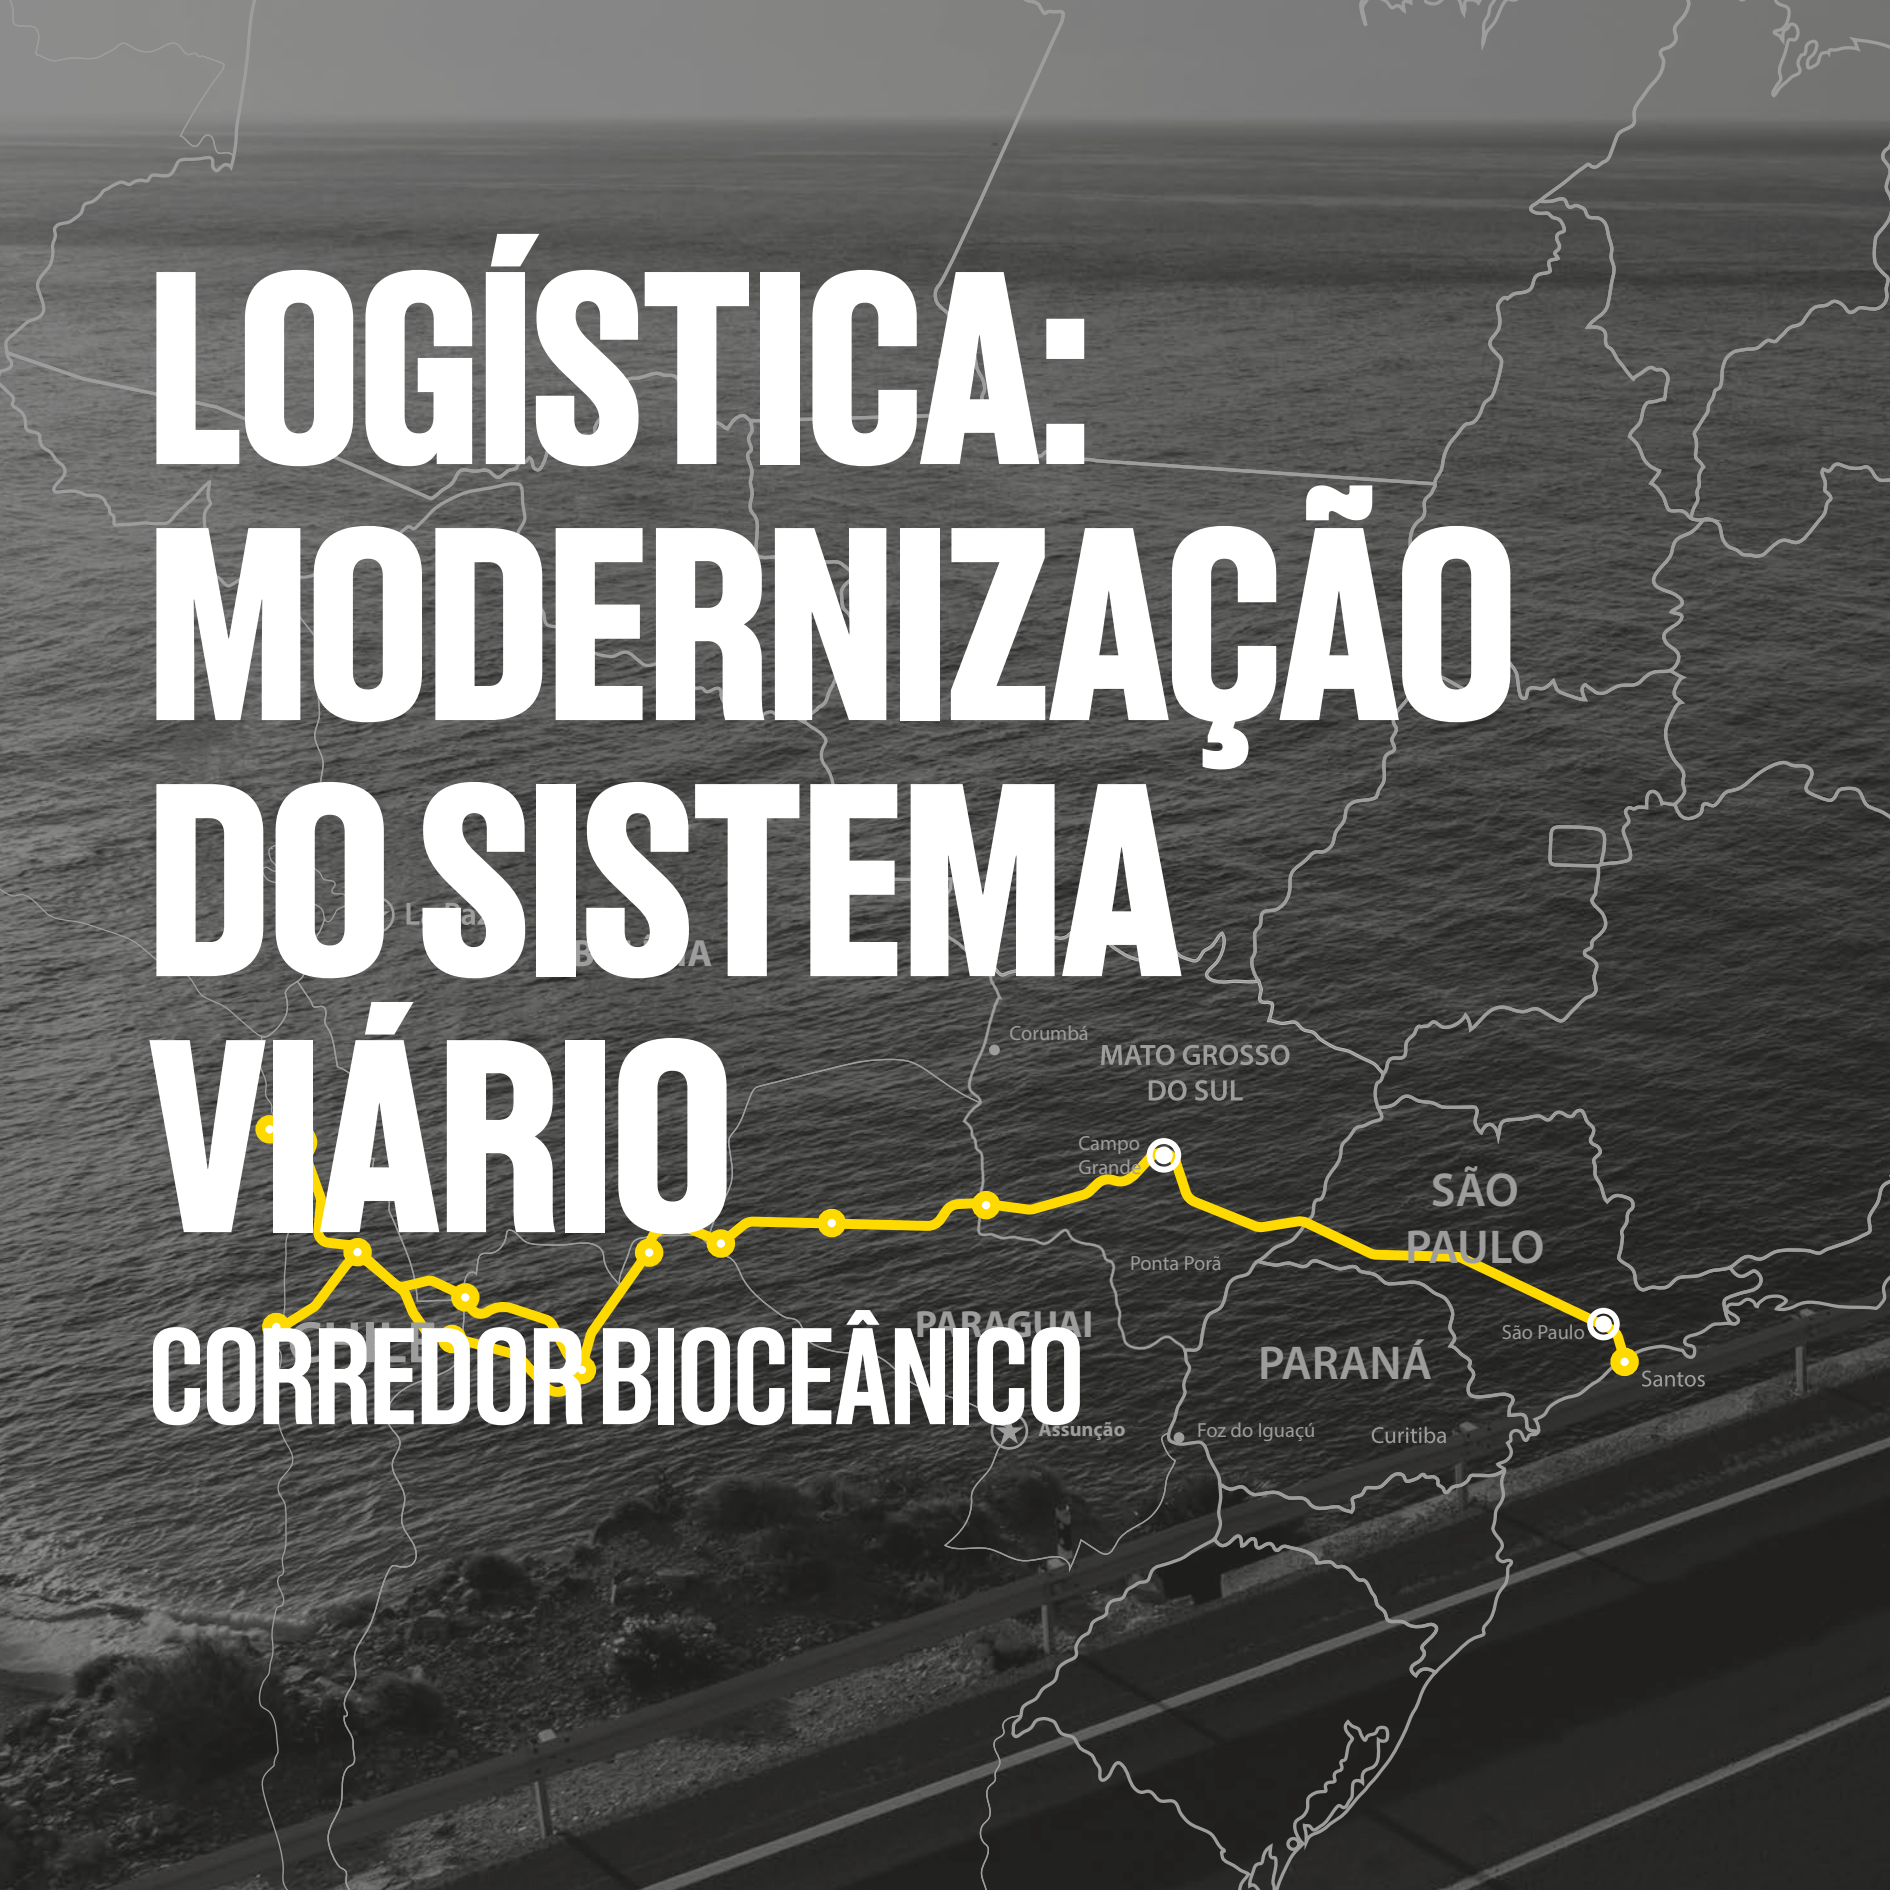 LOGÍSTICA:
MODERNIZAÇÃO
DO SISTEMA
VIÁRIO
Corumbá
MATO GROSSO
DO SUL
Campo
Grande
SÃO
PAULO
Ponta Porã
PARAGUAI
São Paulo
CORREDOR BIOCEÂNICO
PARANÁ
Santos
Assunção
Foz do Iguaçú
Curitiba